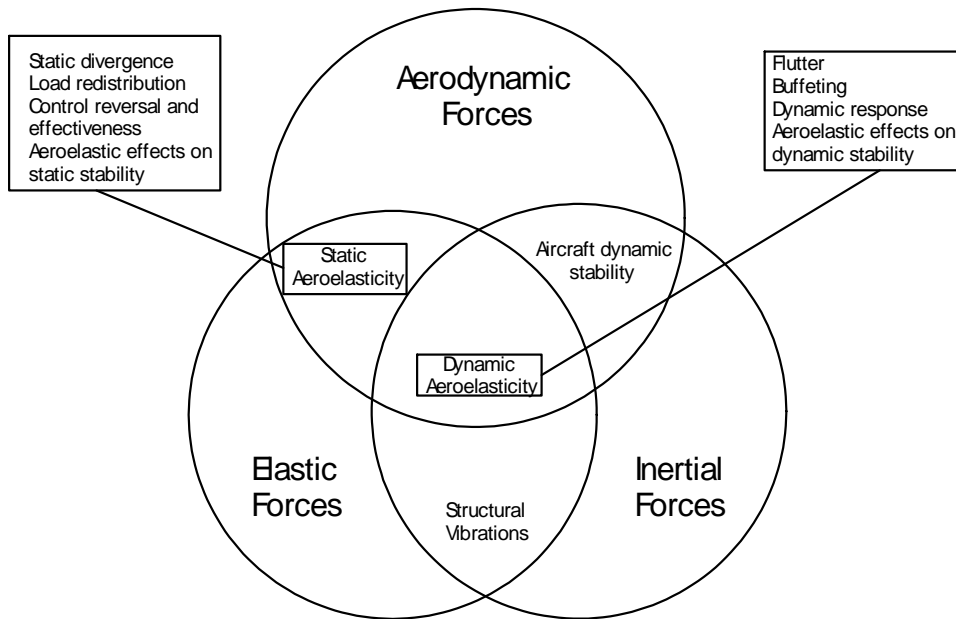 Static divergence
Load redistribution
Control reversal and
effectiveness
Aeroelastic effects on
static stability
Aerodynamic
Forces
Flutter
Buffeting
Dynamic response
Aeroelastic effects on
dynamic stability
Static
Aeroelasticity
Aircraft dynamic
stability
Dynamic
Aeroelasticity
Elastic
Forces
Inertial
Forces
Structural
Vibrations